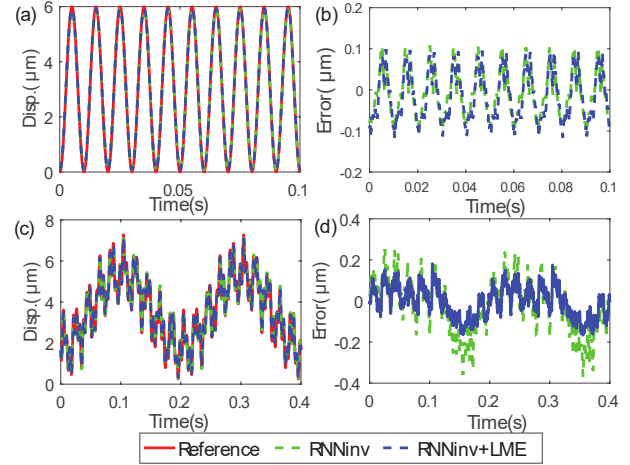 (a)
Disp.( μm)
6
4
2
0
0
0.05
0.1
Time(s)
(b)
Error( μm)
0.2
0.1
0
-0.1
-0.2
0
0.02
0.04
0.06
0.08
0.1
Time(s)
(c)
Disp.( μm)
8
6
4
2
0
0
0.1
0.2
0.3
0.4
Time(s)
(d)
Error( μm)
0.4
0.2
0
-0.2
-0.4
0
0.1
0.2
0.3
0.4
Time(s)
Reference RNNinv RNNinv+LME